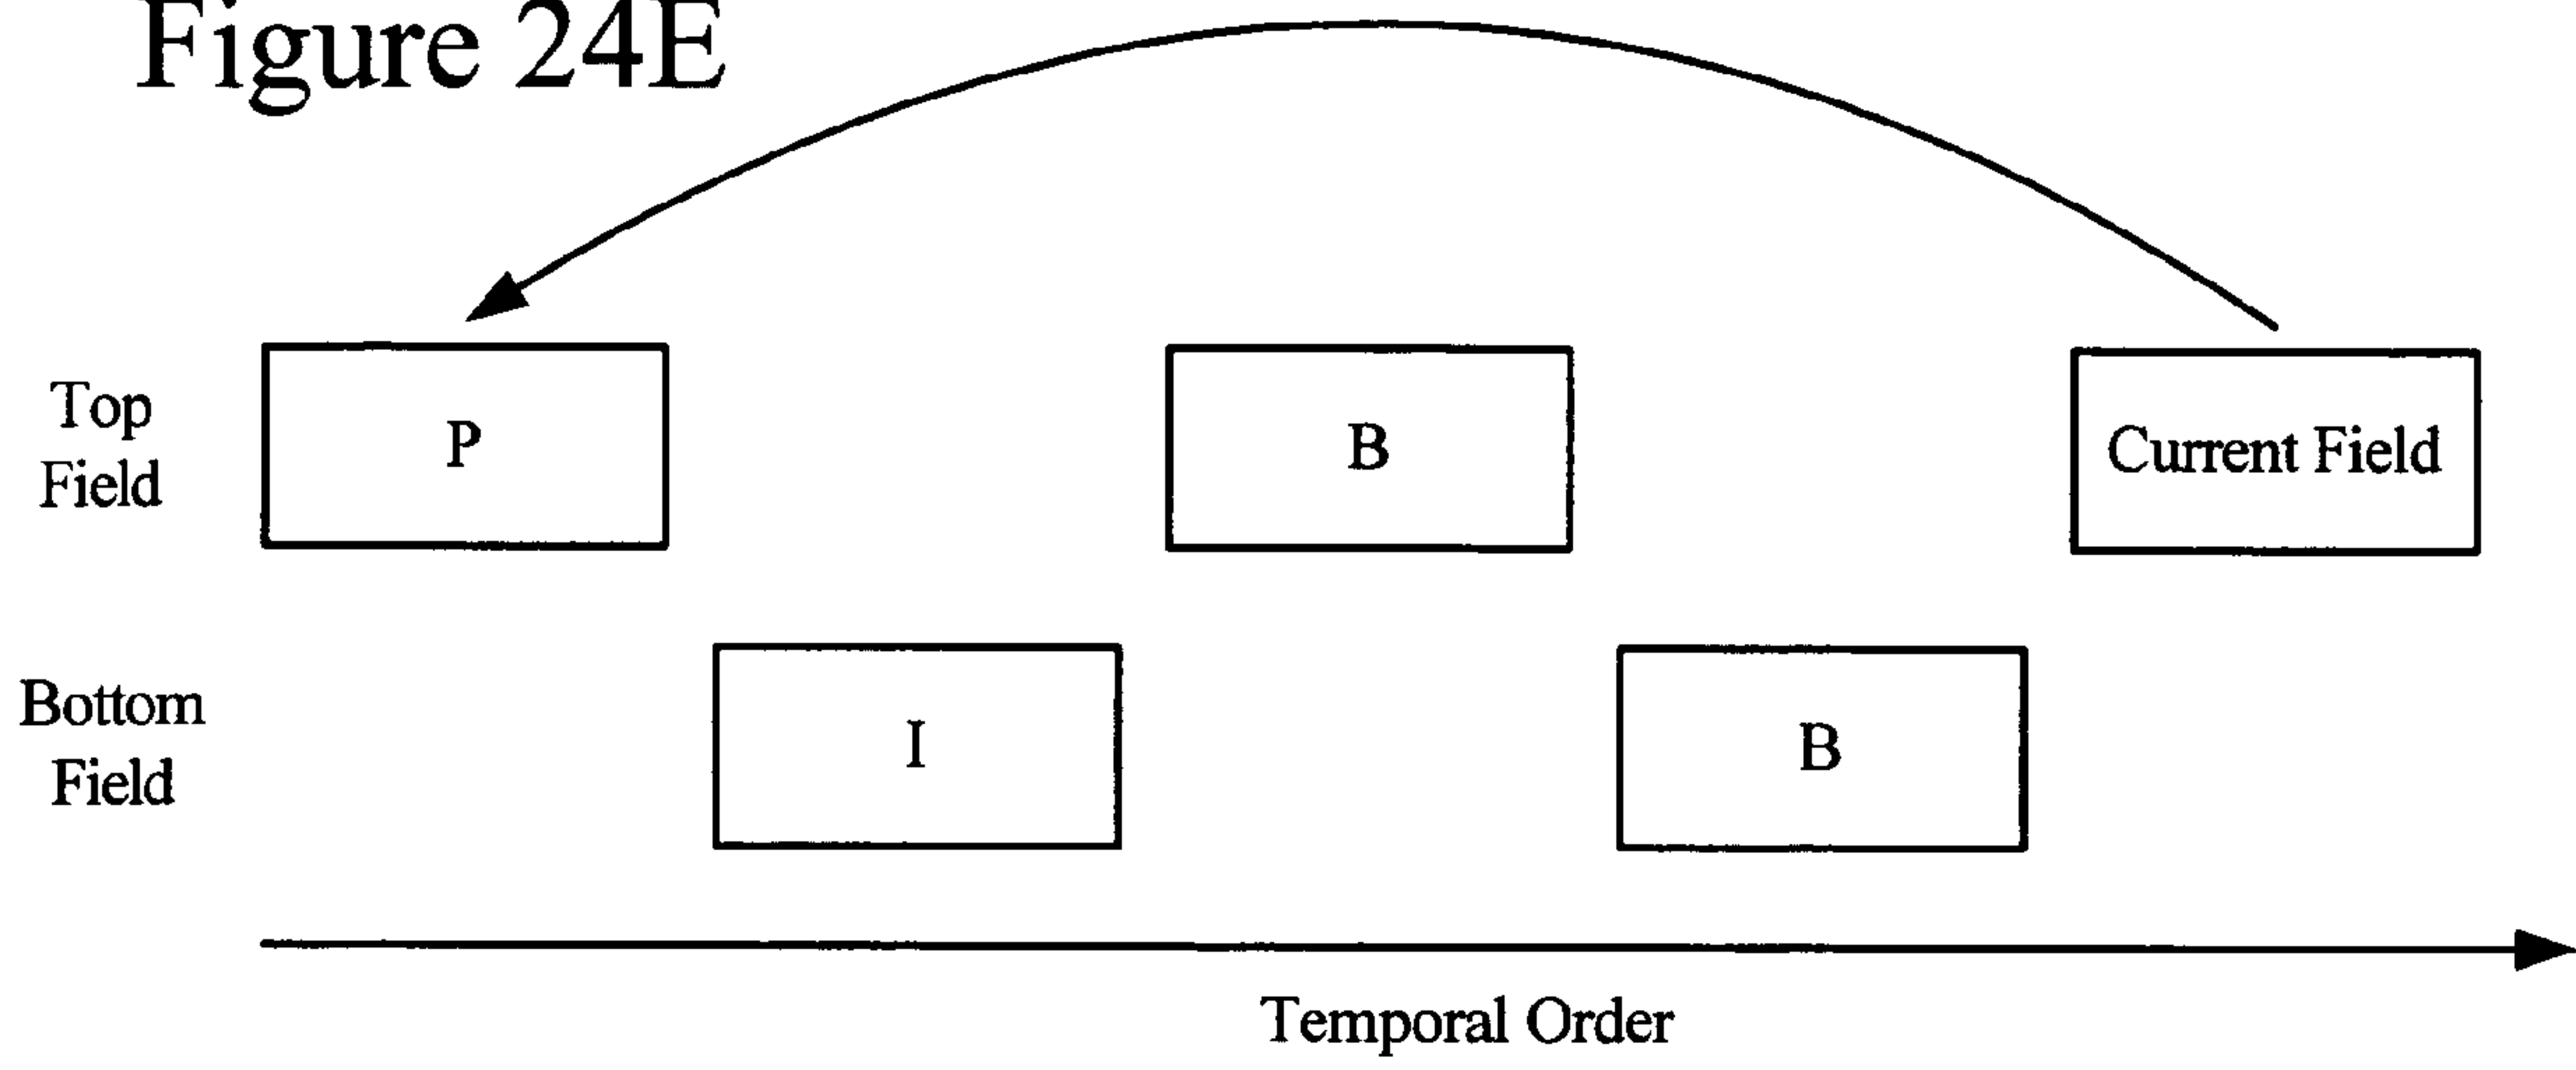 Figure 24E
Top
Field
P
B
Current Field
Bottom
Field
I
B
Temporal Order